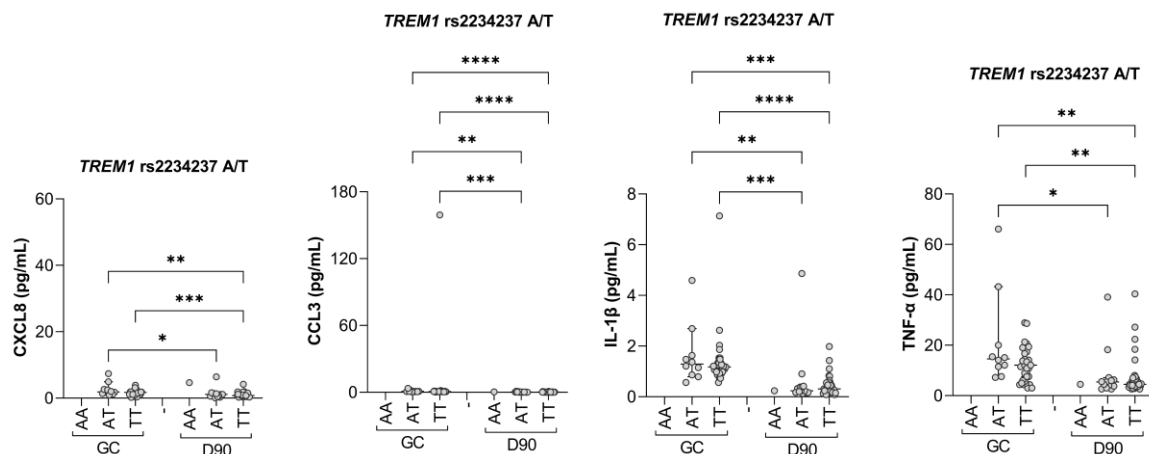 TREM1 rs2234237 A/T
**
***
*
CXCL8 (pg/mL)
60
40
20
0
AA
AT
TT
-
AA
AT
TT
GC
D90
TREM1 rs2234237 A/T
****
****
**
***
CCL3 (pg/mL)
180
120
60
0
AA
AT
TT
-
AA
AT
TT
GC
D90
TREM1 rs2234237 A/T
***
****
**
***
IL-1β (pg/mL)
8
6
4
2
0
AA
AT
TT
-
AA
AT
TT
GC
D90
TREM1 rs2234237 A/T
**
**
*
TNF-α (pg/mL)
80
60
40
20
0
AA
AT
TT
-
AA
AT
TT
GC
D90